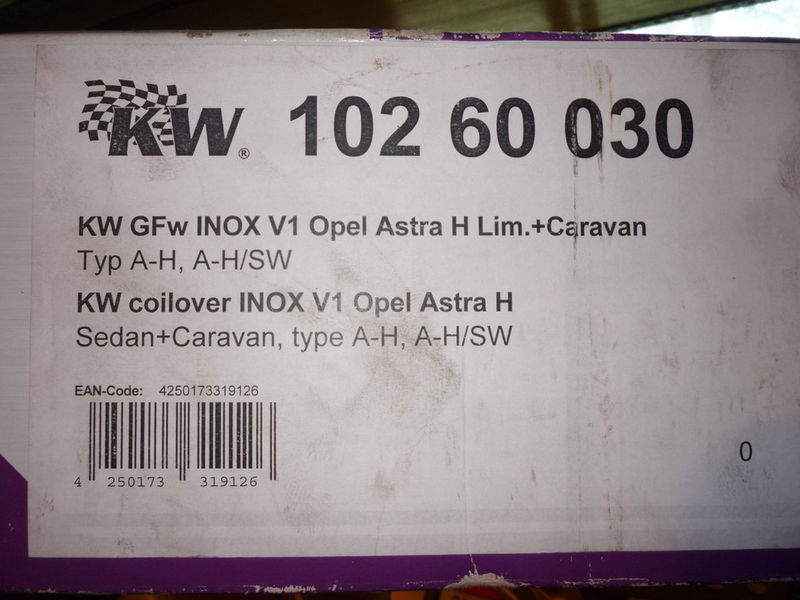 KW® 102 60 030
KW GFw INOX V1 Opel Astra H Lim.+Caravan
Typ A-H, A-H/SW
KW coilover INOX V1 Opel Astra H
Sedan+Caravan, type A-H, A-H/SW
EAN-Code: 4250173319126
4 250173 319126
0